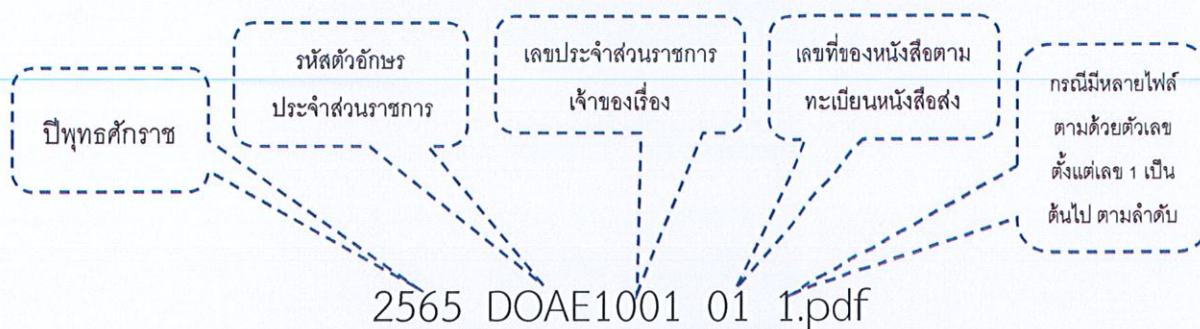 ปีพุทธศักราช
รหัสตัวอักษร
ประจำส่วนราชการ
เลขประจำส่วนราชการ
เจ้าของเรื่อง
เลขที่ของหนังสือตาม
ทะเบียนหนังสือส่ง
กรณีมีหลายไฟล์
ตามด้วยตัวเลข
ตั้งแต่เลข 1 เป็น
ต้นไป ตามลำดับ
2565 DOAE1001 01 1.pdf